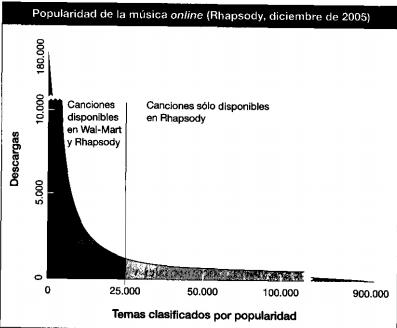 Popularidad de la música online (Rhapsody, diciembre de 2005)
180.000
10.000
5.000
0
Descargas
Canciones
disponibles
en Wal-Mart
y Rhapsody
Canciones sólo disponibles
en Rhapsody
0
25.000
50.000
100.000
900.000
Temas clasificados por popularidad